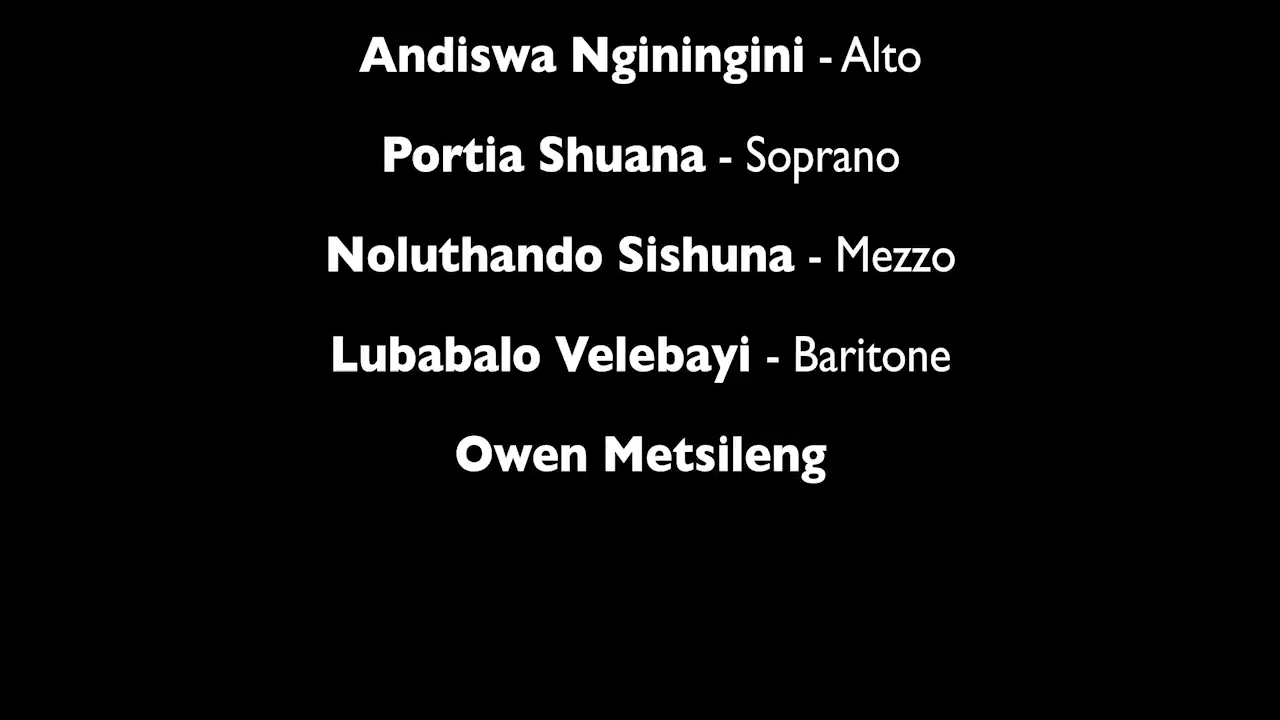 Andiswa Nginingini - Alto
Portia Shuana - Soprano
Noluthando Sishuna - Mezzo
Lubabalo Velebayi - Baritone
Owen Metsileng